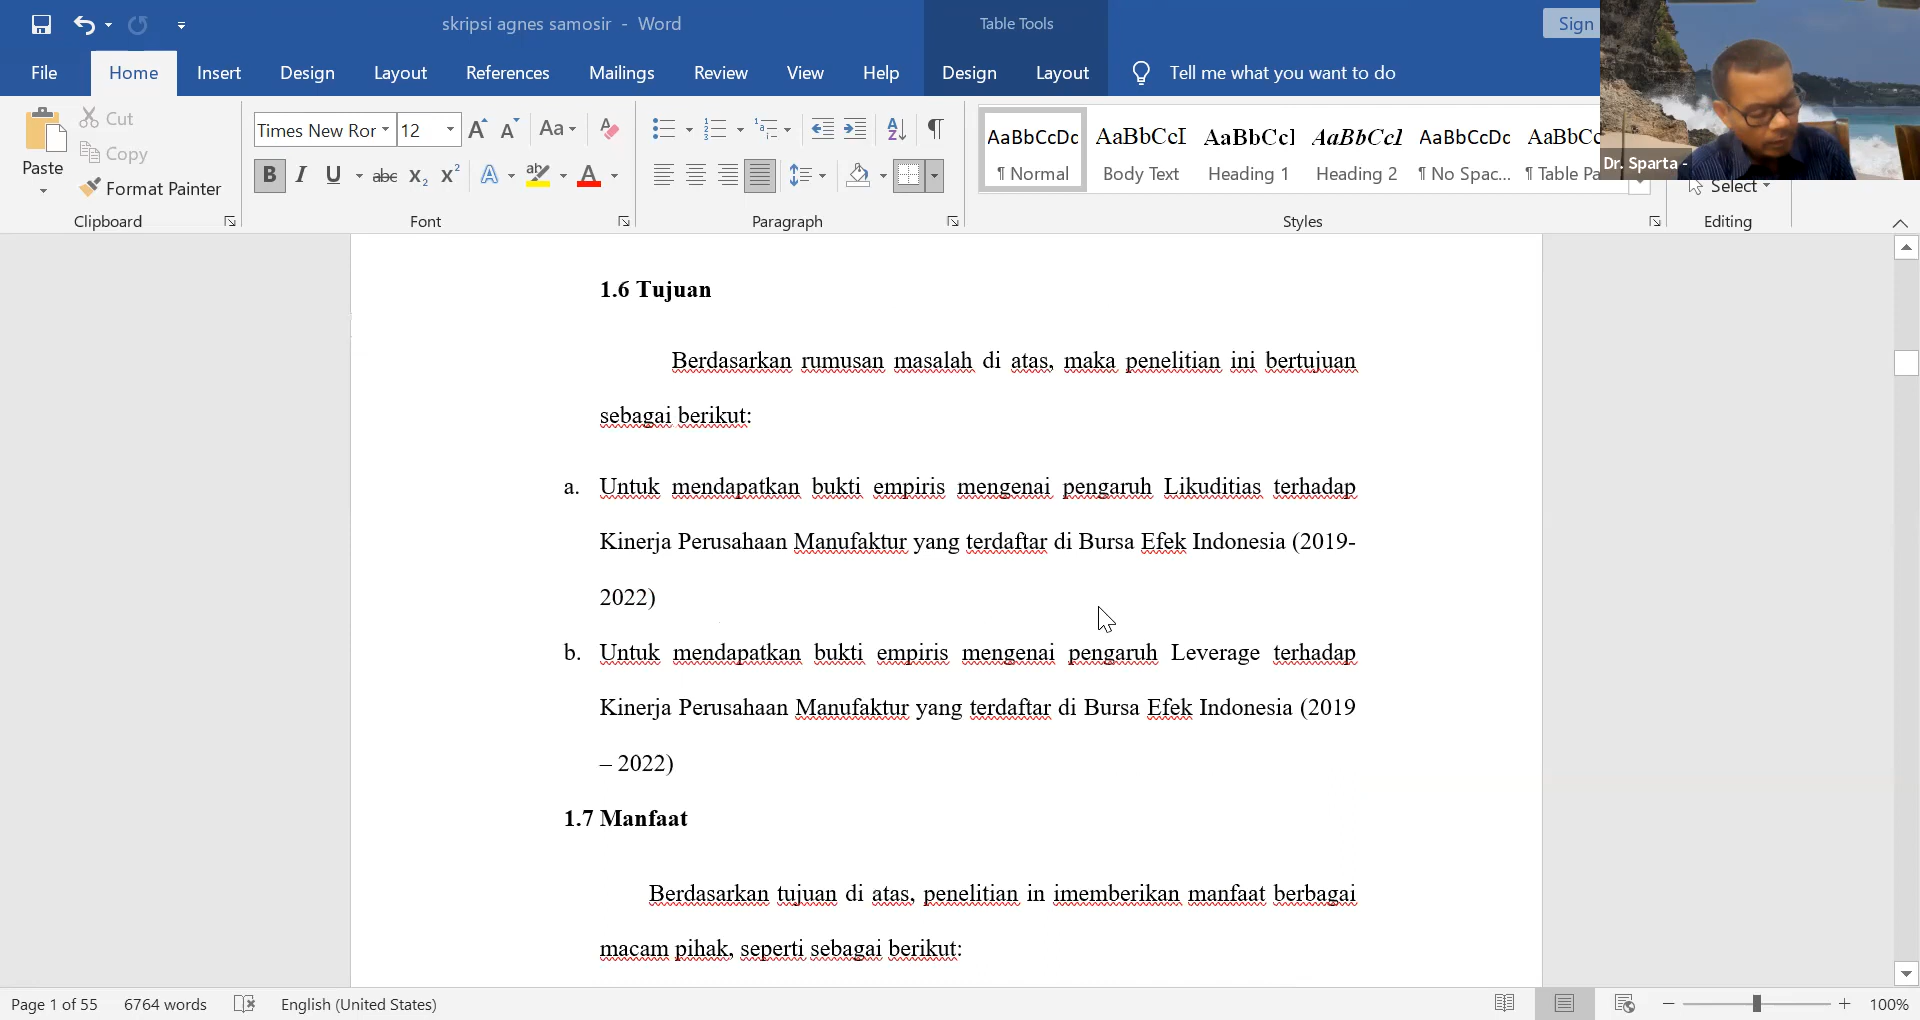 skripsi agnes samosir - Word
Table Tools
Sign
File Home Insert Design Layout References Mailings Review View Help Design Layout Tell me what you want to do
Paste
Cut
Copy
Format Painter
Clipboard
Times New Ror 12
Font
Paragraph
AaBbCcDc AaBbCcI AaBbCcl AaBbCcl AaBbCcDc AaBbCc
¶ Normal Body Text Heading 1 Heading 2 ¶ No Spac... ¶ Table Pa
Styles
Dr. Sparta -
Select
Editing
1.6 Tujuan
Berdasarkan rumusan masalah di atas, maka penelitian ini bertujuan
sebagai berikut:
a. Untuk mendapatkan bukti empiris mengenai pengaruh Likuditias terhadap
Kinerja Perusahaan Manufaktur yang terdaftar di Bursa Efek Indonesia (2019-
2022)
b. Untuk mendapatkan bukti empiris mengenai pengaruh Leverage terhadap
Kinerja Perusahaan Manufaktur yang terdaftar di Bursa Efek Indonesia (2019
– 2022)
1.7 Manfaat
Berdasarkan tujuan di atas, penelitian in imemberikan manfaat berbagai
macam pihak, seperti sebagai berikut:
Page 1 of 55 6764 words English (United States) 100%